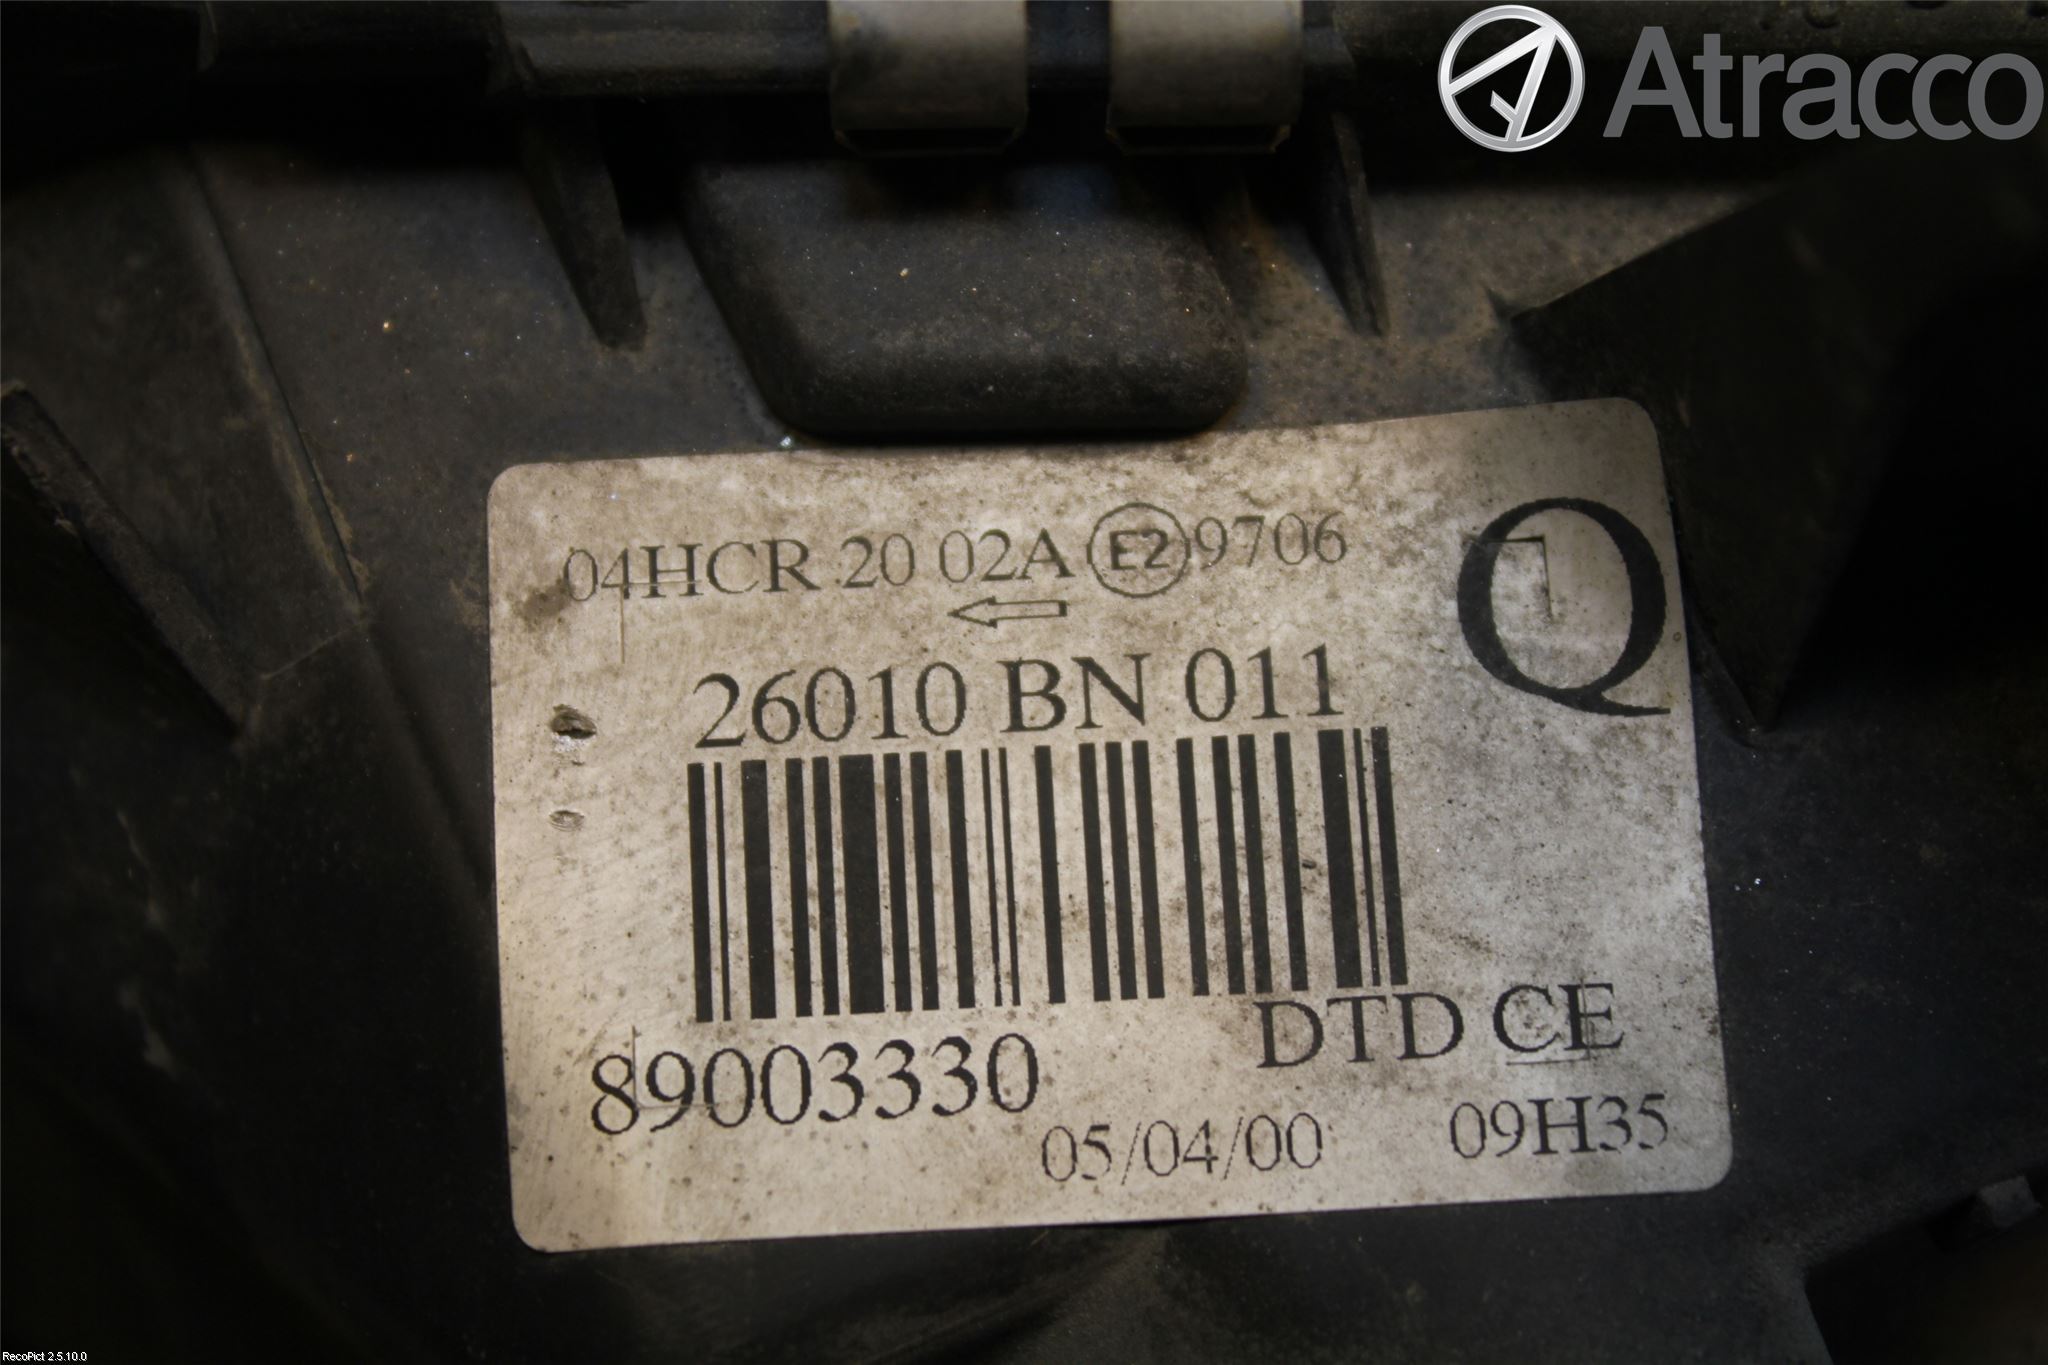 Atracco
04HCR 20 02A E2 9706
Q
26010 BN 011
DTD CE
89003330
05/04/00 09H35
RecoPict 2.5.10.0